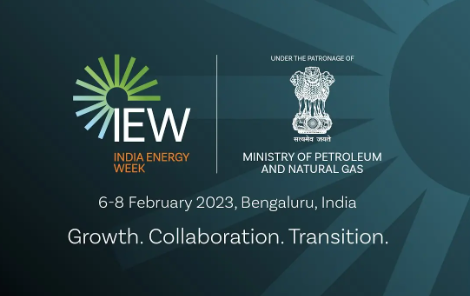 IEW
INDIA ENERGY
WEEK
UNDER THE PATRONAGE OF
सत्यमेव जयते
MINISTRY OF PETROLEUM
AND NATURAL GAS
6-8 February 2023, Bengaluru, India
Growth. Collaboration. Transition.